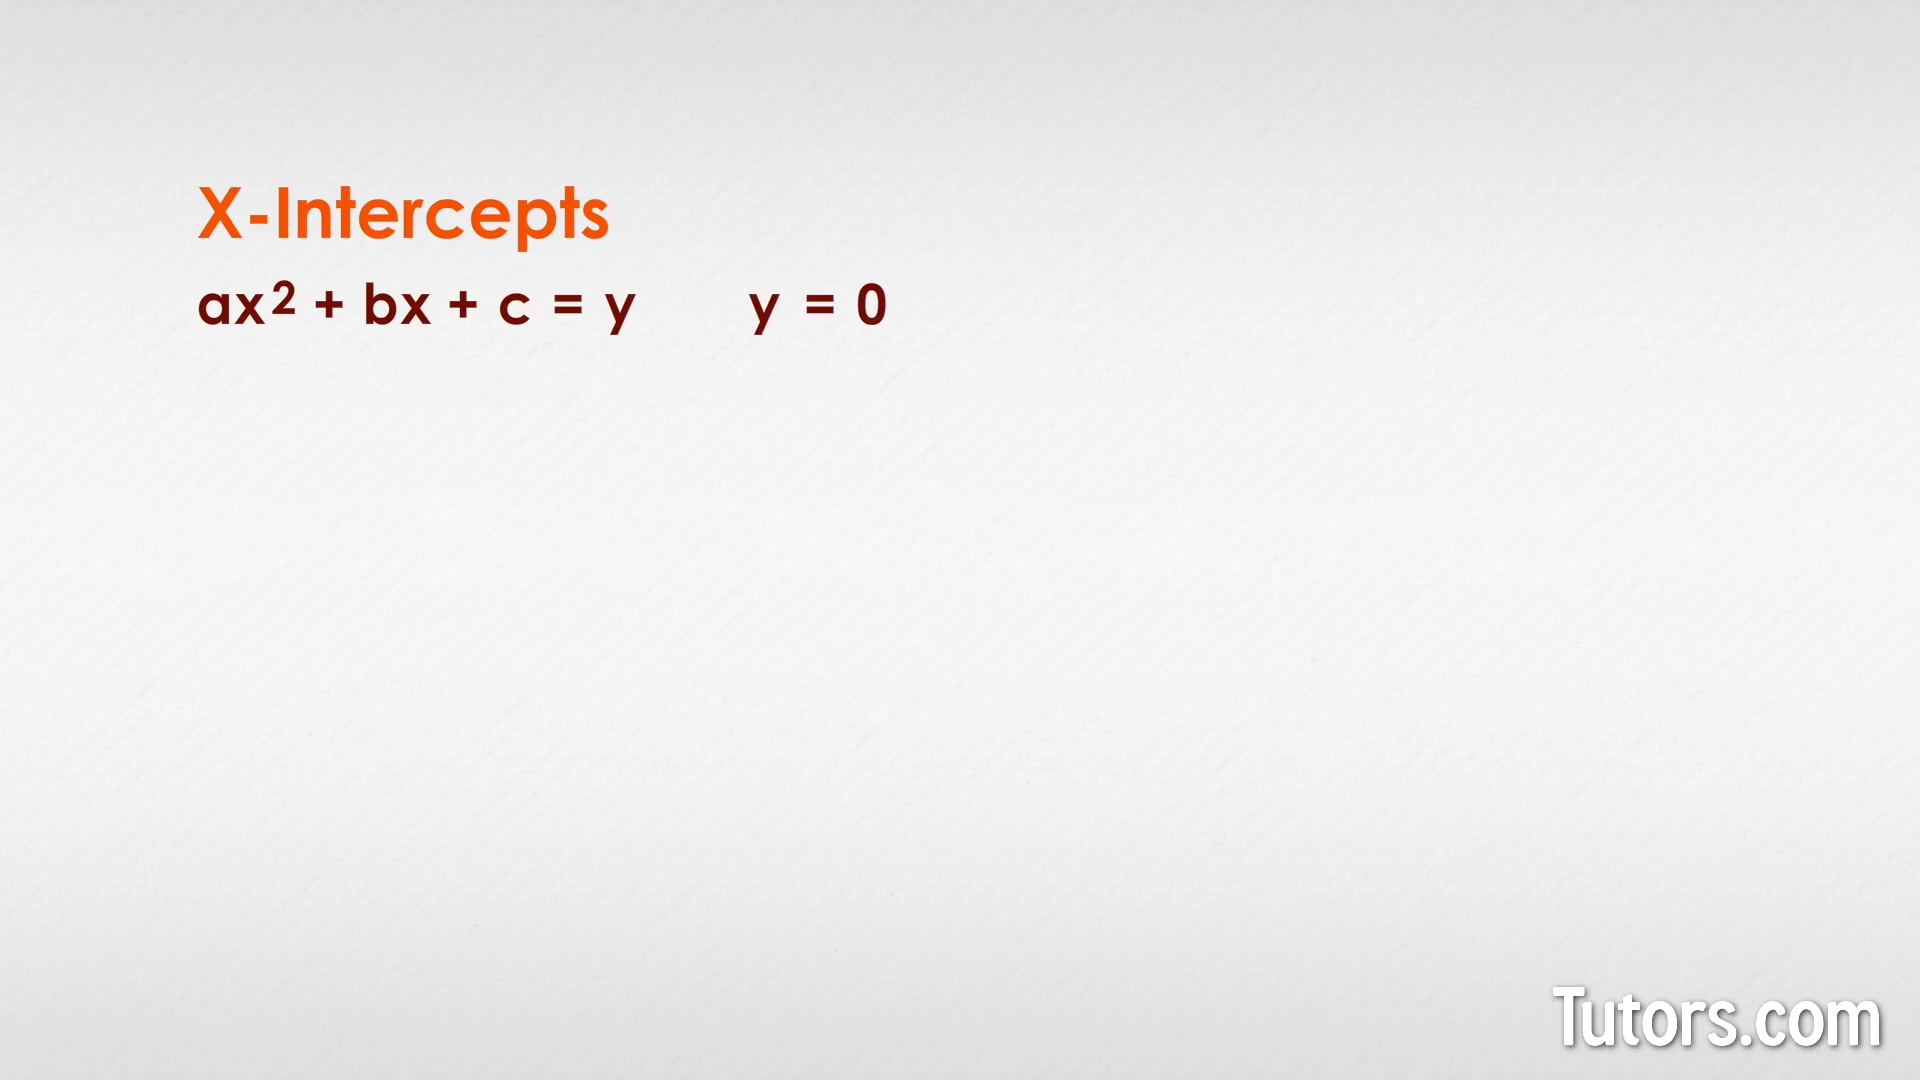 X-Intercepts
ax² + bx + c = y y = 0
Tutors.com